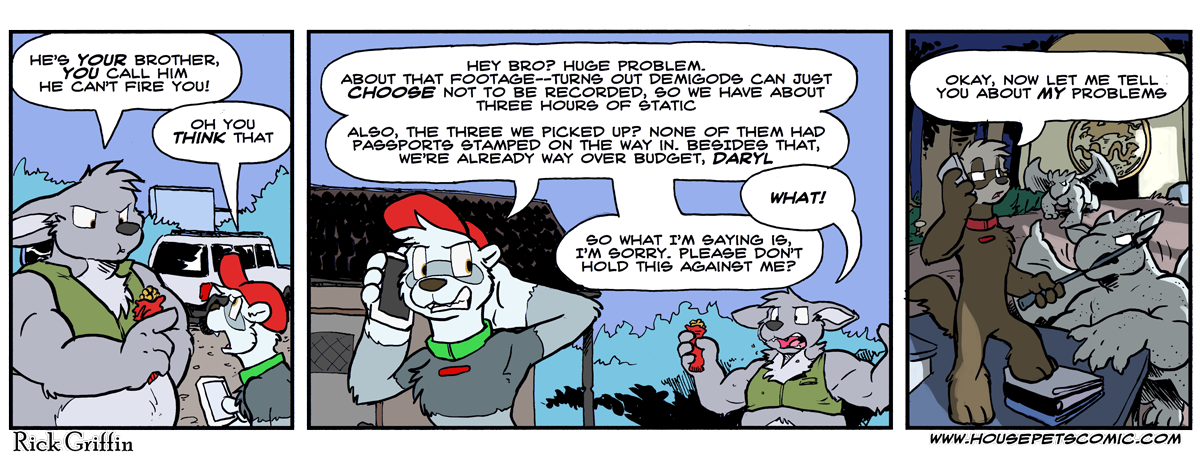 HE'S YOUR BROTHER,
YOU CALL HIM
HE CAN'T FIRE YOU!
OH YOU
THINK THAT
HEY BRO? HUGE PROBLEM.
ABOUT THAT FOOTAGE--TURNS OUT DEMIGODS CAN JUST
CHOOSE NOT TO BE RECORDED, SO WE HAVE ABOUT
THREE HOURS OF STATIC
ALSO, THE THREE WE PICKED UP? NONE OF THEM HAD
PASSPORTS STAMPED ON THE WAY IN. BESIDES THAT,
WE'RE ALREADY WAY OVER BUDGET, DARYL
WHAT!
SO WHAT I'M SAYING IS,
I'M SORRY. PLEASE DON'T
HOLD THIS AGAINST ME?
OKAY, NOW LET ME TELL
YOU ABOUT MY PROBLEMS
Rick Griffin
WWW.HOUSEPETSCOMIC.COM